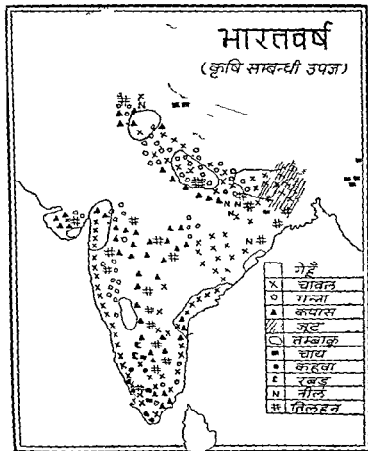 भारतवर्ष
(कृषि सम्बन्धी उपज)
गेहूँ
x चावल
o गन्ना
▲ कपास
जूट
तम्बाकू
चाय
● कहवा
ε रबड़
N नील
# तिलहन